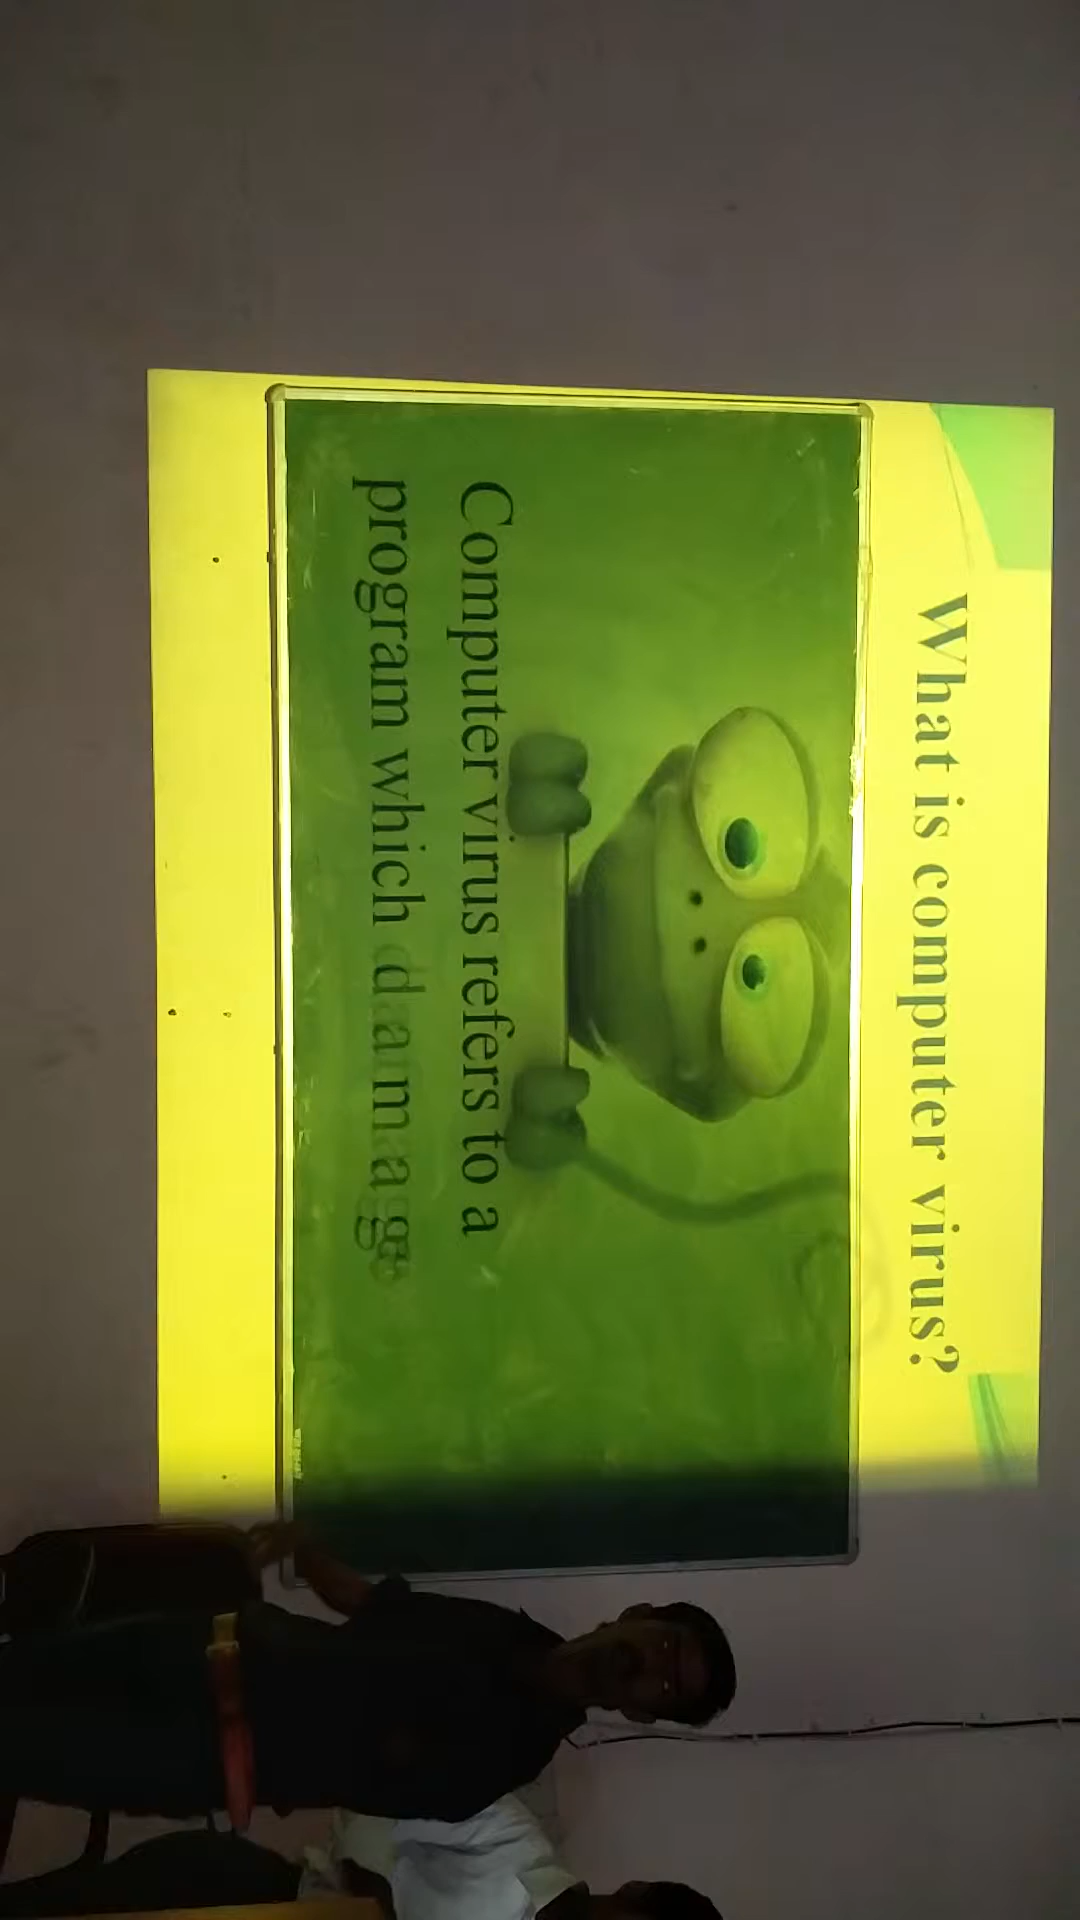 What is computer virus?
Computer virus refers to a
program which damage